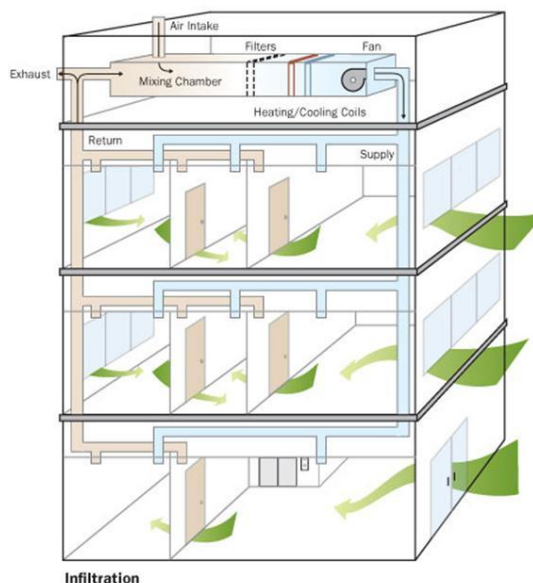 Air Intake
Filters
Fan
Exhaust
Mixing Chamber
Heating/Cooling Coils
Return
Supply
Infiltration